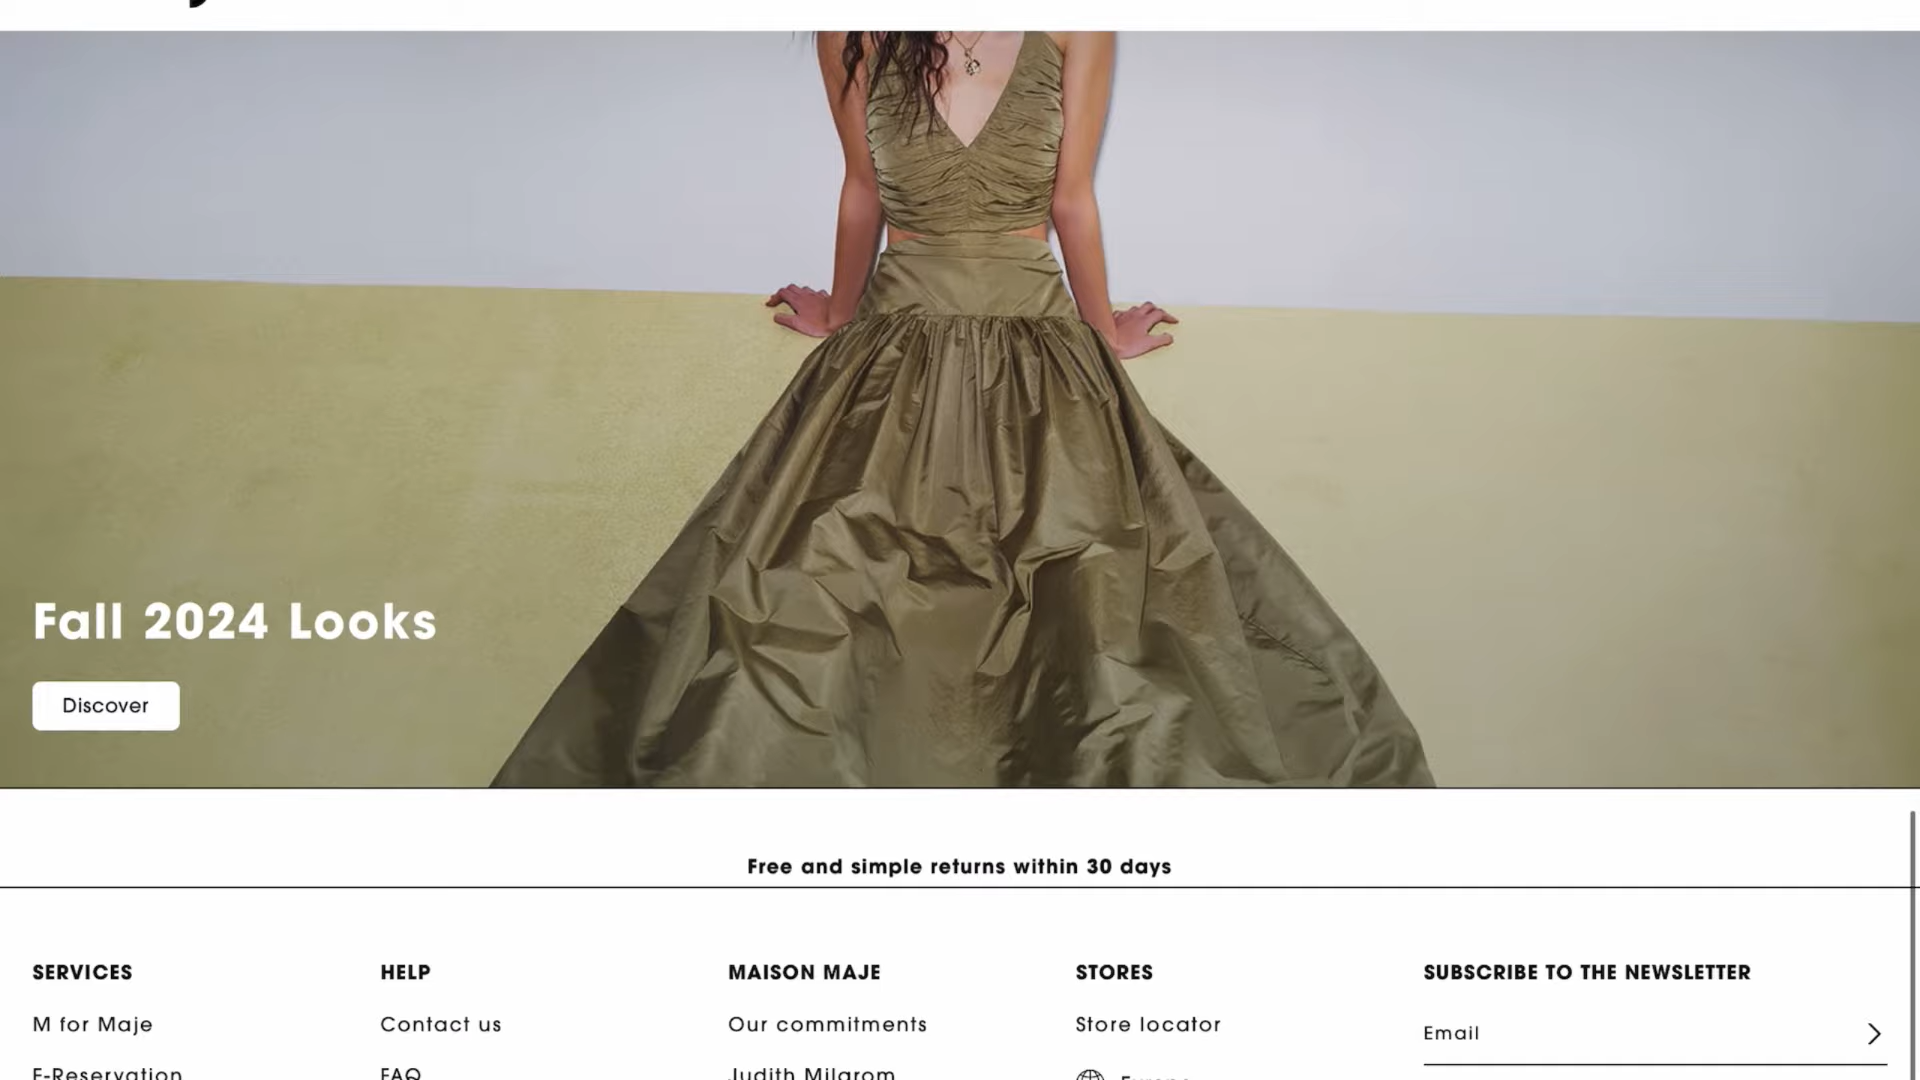 Fall 2024 Looks
Discover
Free and simple returns within 30 days
SERVICES
M for Maje
E-Reservation
HELP
Contact us
FAQ
MAISON MAJE
Our commitments
Judith Milgrom
STORES
Store locator
Europe
SUBSCRIBE TO THE NEWSLETTER
Email